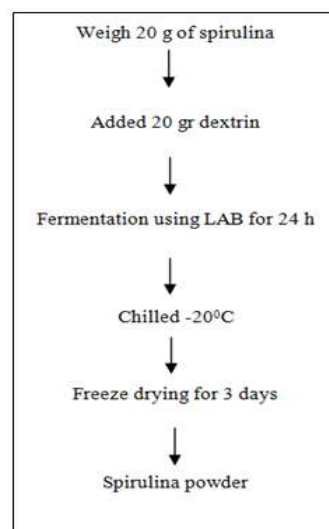 Weigh 20 g of spirulina
Added 20 gr dextrin
Fermentation using LAB for 24 h
Chilled -20⁰C
Freeze drying for 3 days
Spirulina powder